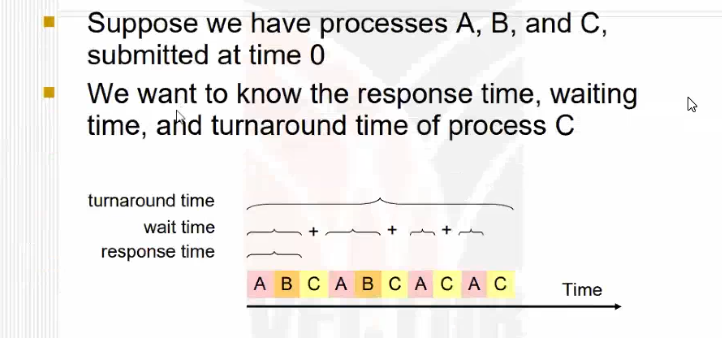 Suppose we have processes A, B, and C,
submitted at time 0
We want to know the response time, waiting
time, and turnaround time of process C
turnaround time
wait time + + +
response time
A B C A B C A C A C Time